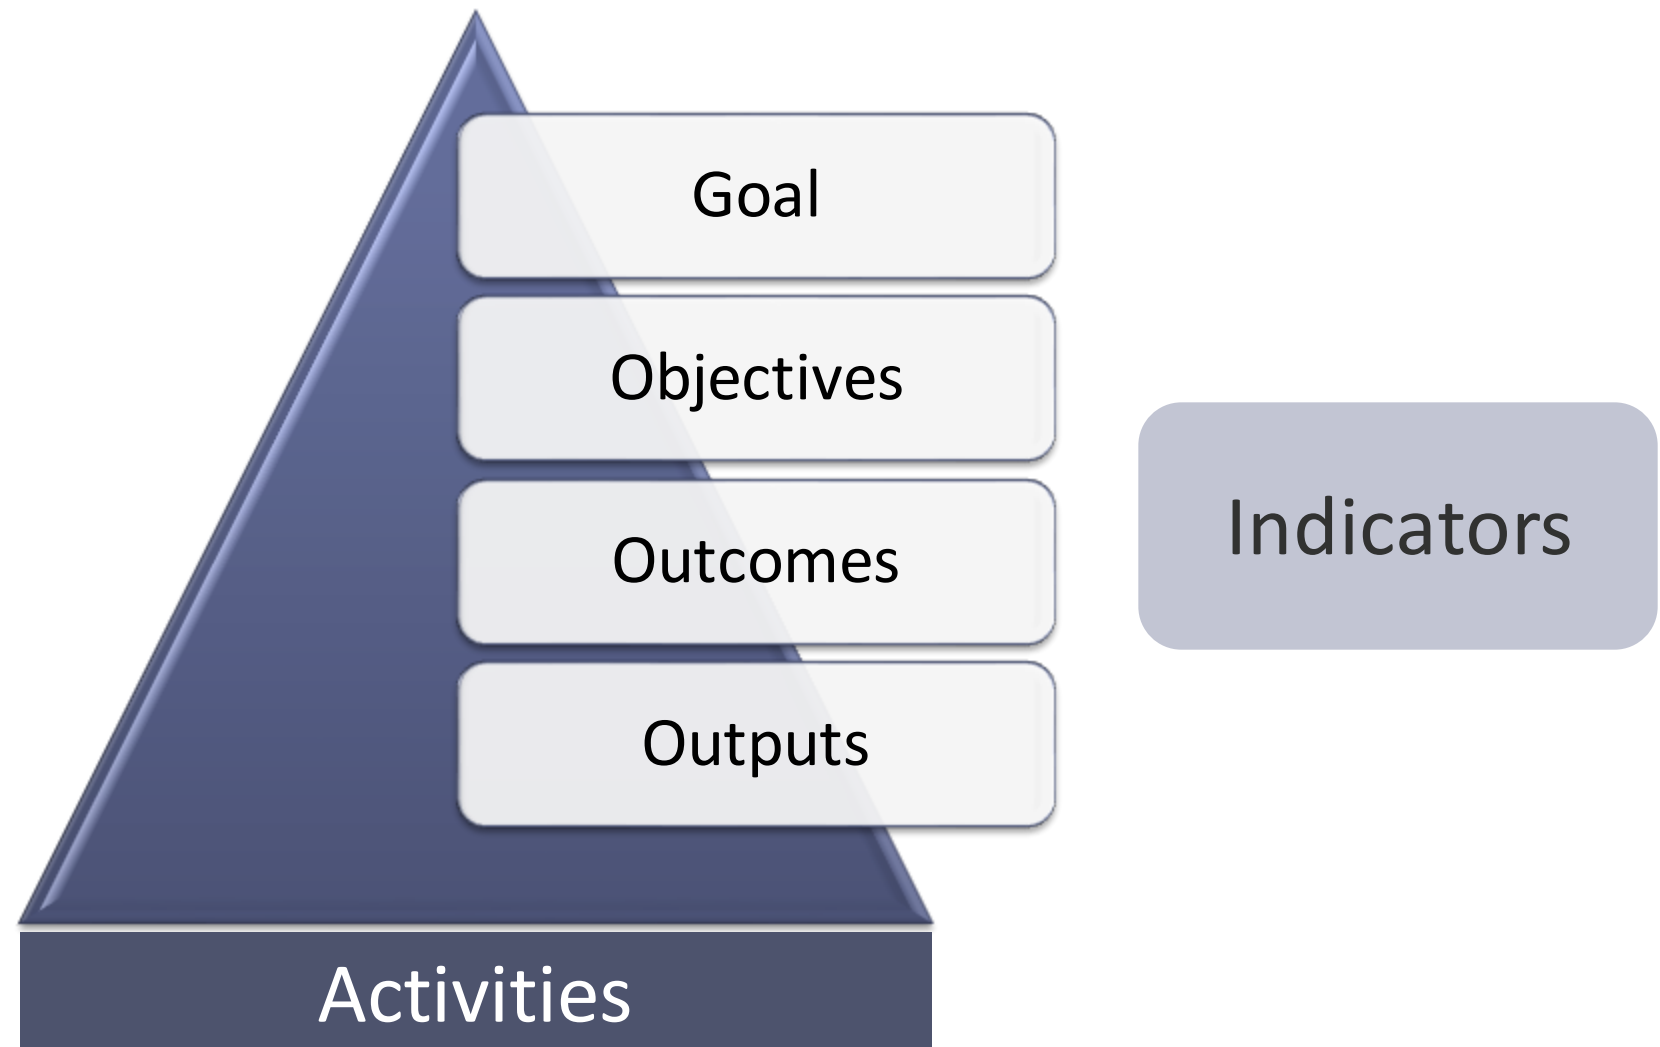 Goal
Objectives
Outcomes
Outputs
Indicators
Activities